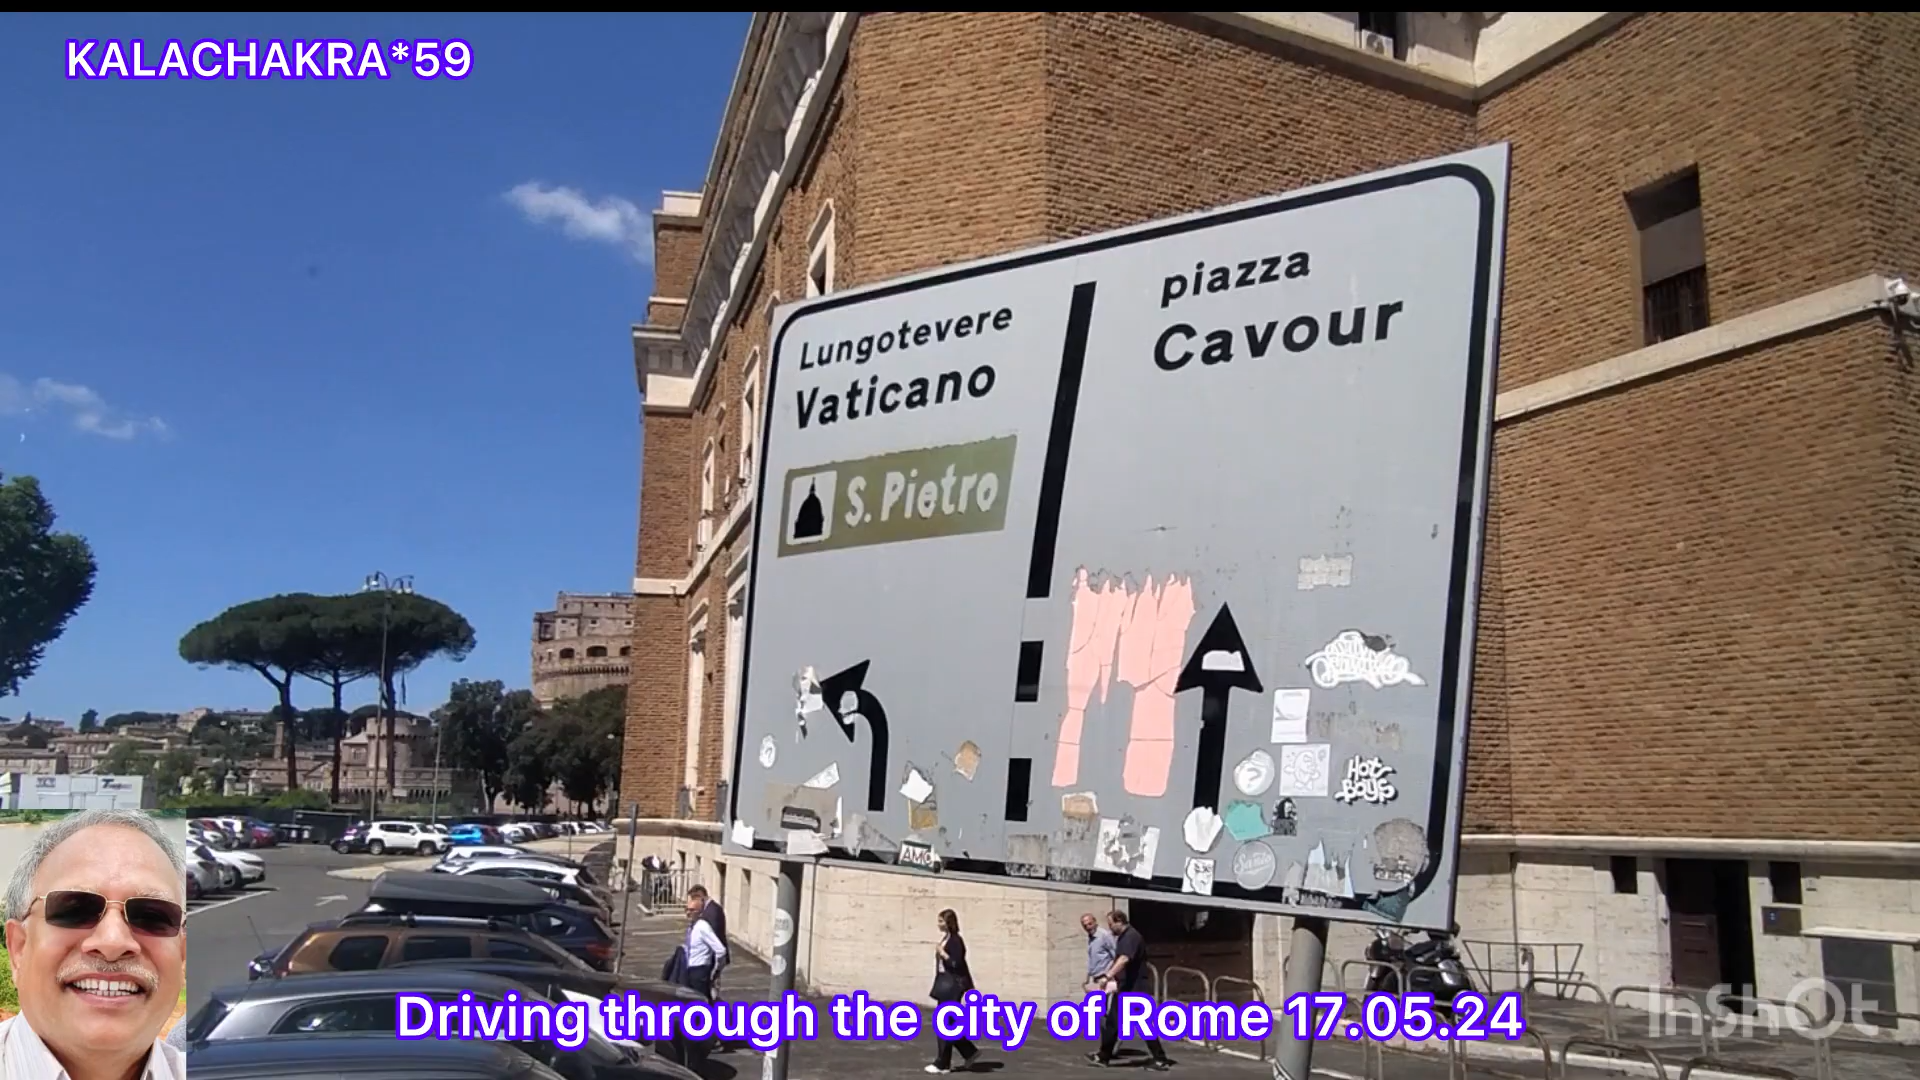 KALACHAKRA*59
Lungotevere
Vaticano
S. Pietro
piazza
Cavour
HOT
BOYS
AMO
Driving through the city of Rome 17.05.24
InShOt